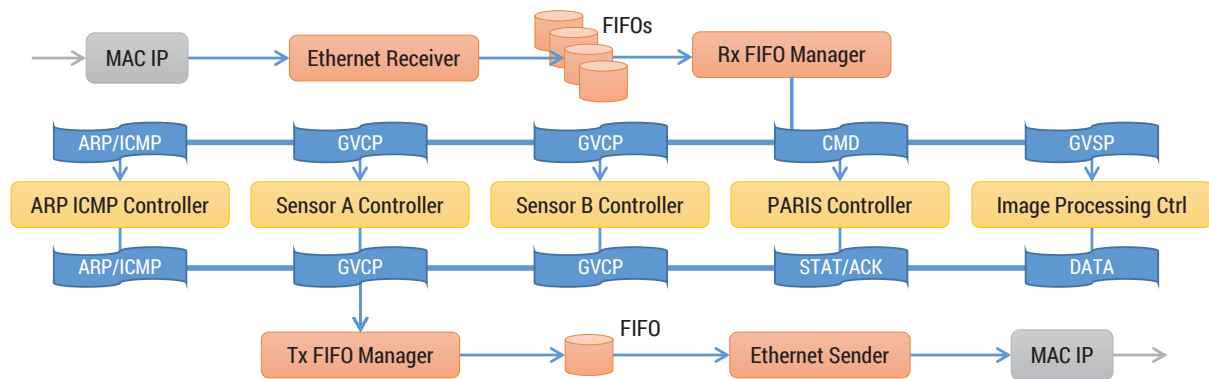 FIFOs
MAC IP
Ethernet Receiver
Rx FIFO Manager
ARP/ICMP
GVCP
GVCP
CMD
GVSP
ARP ICMP Controller
Sensor A Controller
Sensor B Controller
PARIS Controller
Image Processing Ctrl
ARP/ICMP
GVCP
GVCP
STAT/ACK
DATA
FIFO
Tx FIFO Manager
Ethernet Sender
MAC IP